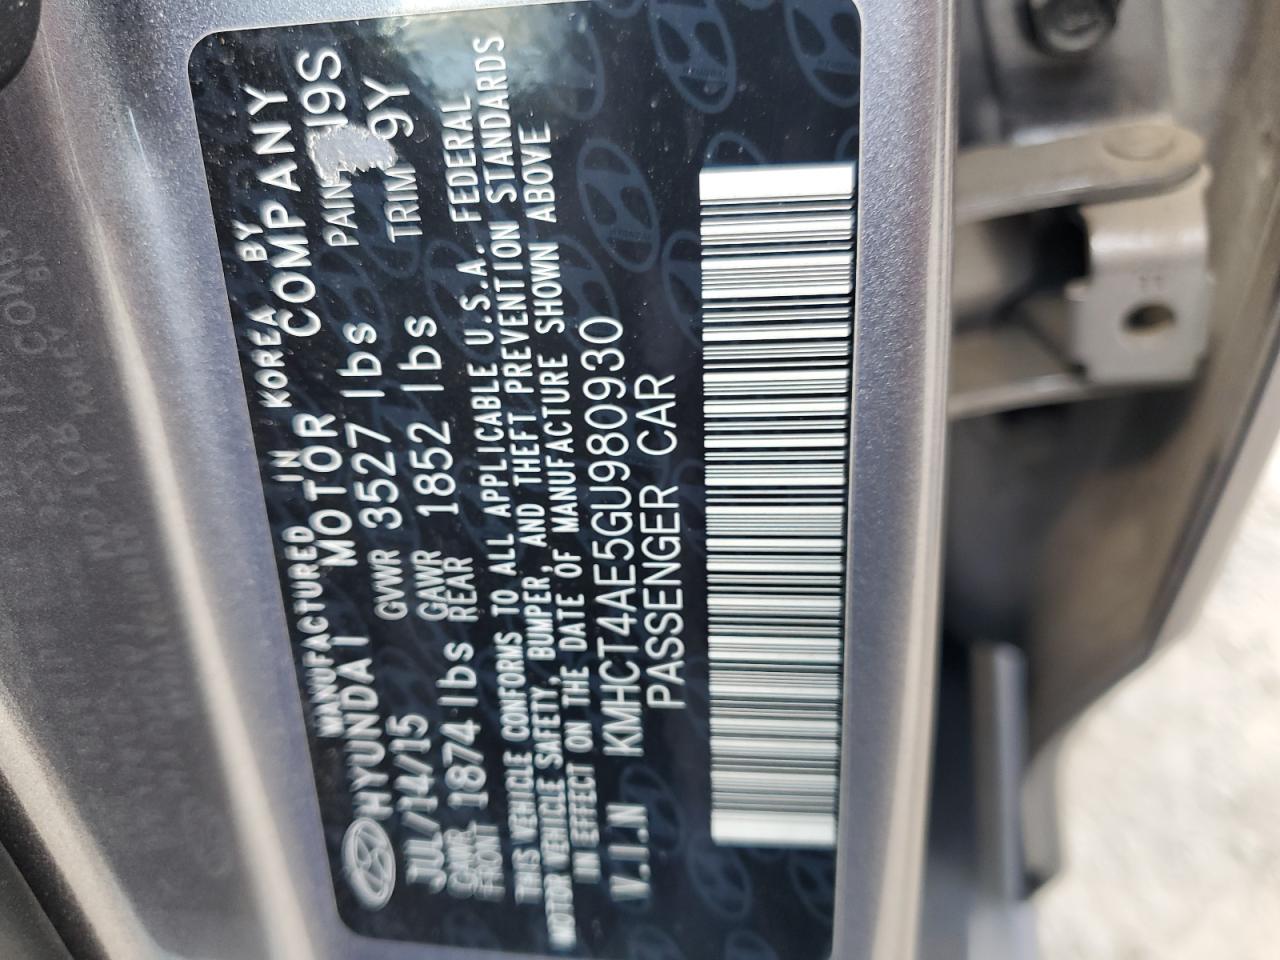 MANUFACTURED IN KOREA BY
HYUNDAI MOTOR COMPANY
JUL/14/15 GVWR 3527 lbs PAINT
GAWR FRONT 1874 lbs GAWR REAR 1852 lbs TRIM 9Y
THIS VEHICLE CONFORMS TO ALL APPLICABLE U.S.A. FEDERAL
MOTOR VEHICLE SAFETY, BUMPER, AND THEFT PREVENTION STANDARDS
IN EFFECT ON THE DATE OF MANUFACTURE SHOWN ABOVE
V.I.N KMHCT4AE5GU980930
PASSENGER CAR